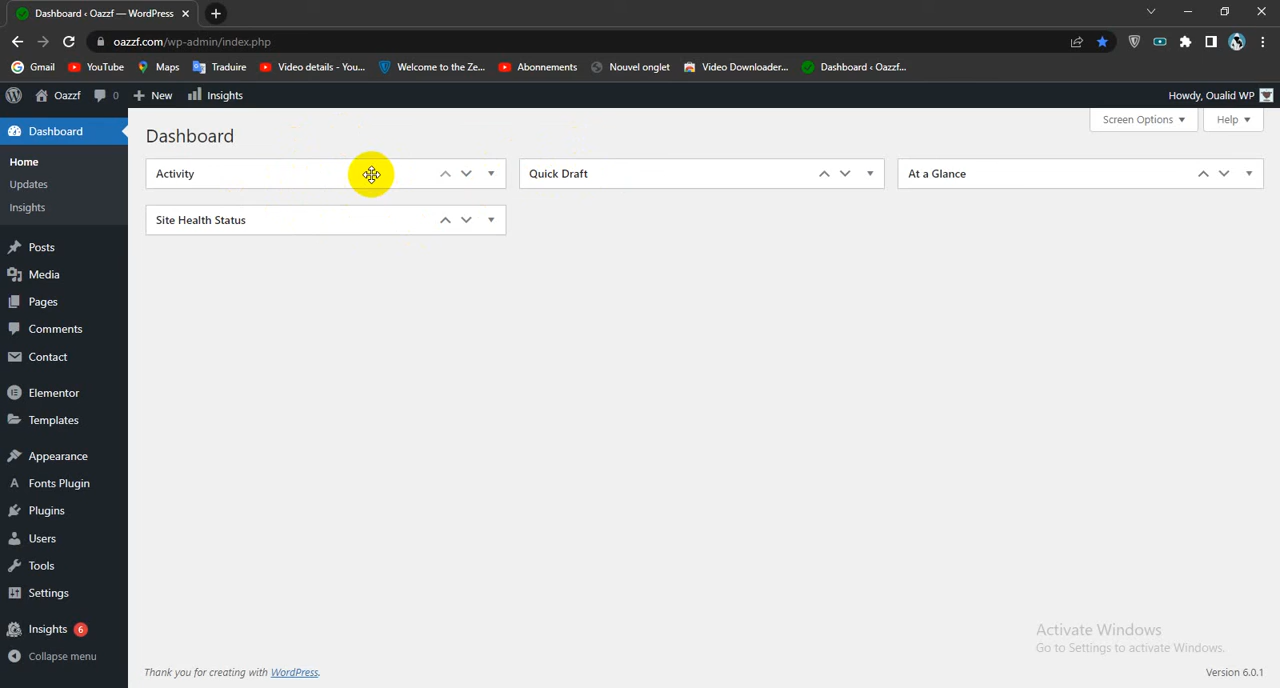 Dashboard ‹ Oazzf — WordPress
oazzf.com/wp-admin/index.php
Gmail YouTube Maps Traduire Video details - You... Welcome to the Ze... Abonnements Nouvel onglet Video Downloader... Dashboard ‹ Oazzf...
Oazzf 0 New Insights Howdy, Oualid WP
Dashboard
Home
Updates
Insights
Posts
Media
Pages
Comments
Contact
Elementor
Templates
Appearance
Fonts Plugin
Plugins
Users
Tools
Settings
Insights 6
Collapse menu
Screen Options Help
Dashboard
Activity Quick Draft At a Glance
Site Health Status
Activate Windows
Go to Settings to activate Windows.
Thank you for creating with WordPress. Version 6.0.1